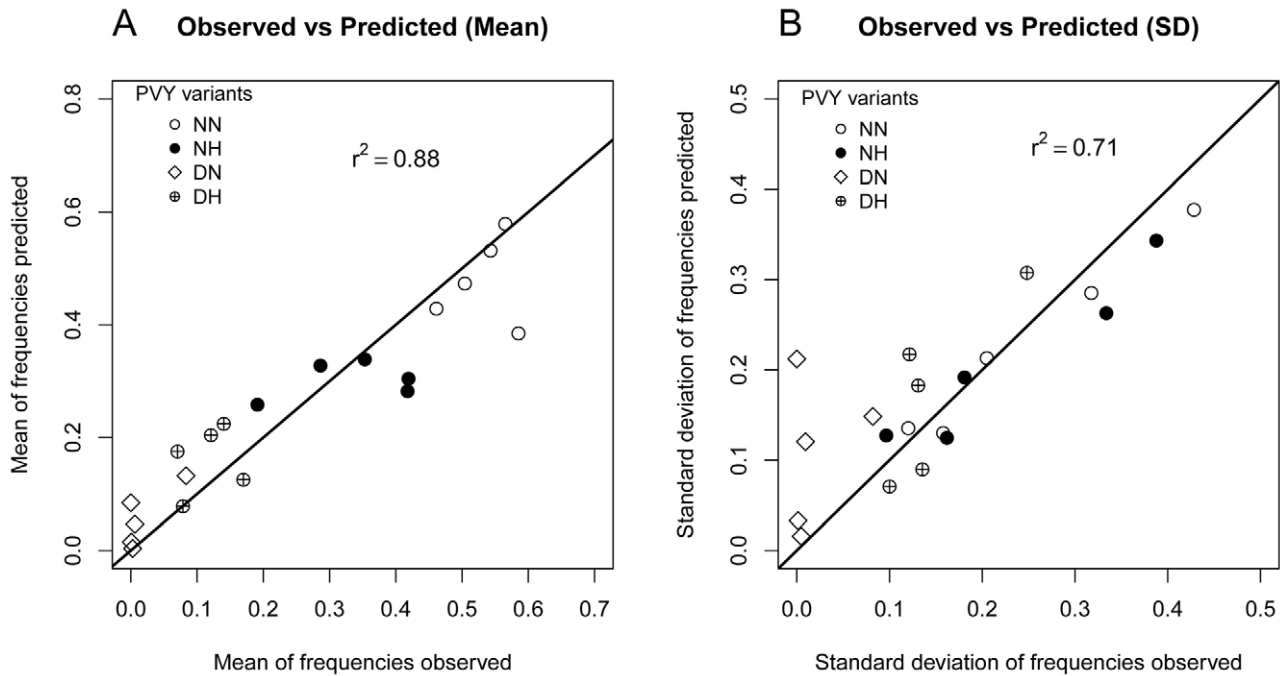 A
Observed vs Predicted (Mean)
Mean of frequencies predicted
0.8
0.6
0.4
0.2
0.0
PVY variants
NN
NH
DN
DH
r² = 0.88
0.0 0.1 0.2 0.3 0.4 0.5 0.6 0.7
Mean of frequencies observed
B
Observed vs Predicted (SD)
Standard deviation of frequencies predicted
0.5
0.4
0.3
0.2
0.1
0.0
PVY variants
NN
NH
DN
DH
r² = 0.71
0.0 0.1 0.2 0.3 0.4 0.5
Standard deviation of frequencies observed